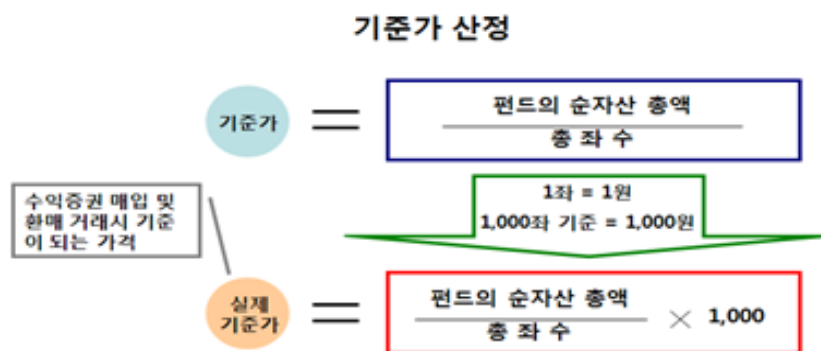 기준가 산정
기준가
=
펀드의 순자산 총액
총 좌 수
수익증권 매입 및
환매 거래시 기준
이 되는 가격
1좌 = 1원
1,000좌 기준 = 1,000원
실제
기준가
=
펀드의 순자산 총액
총 좌 수
× 1,000